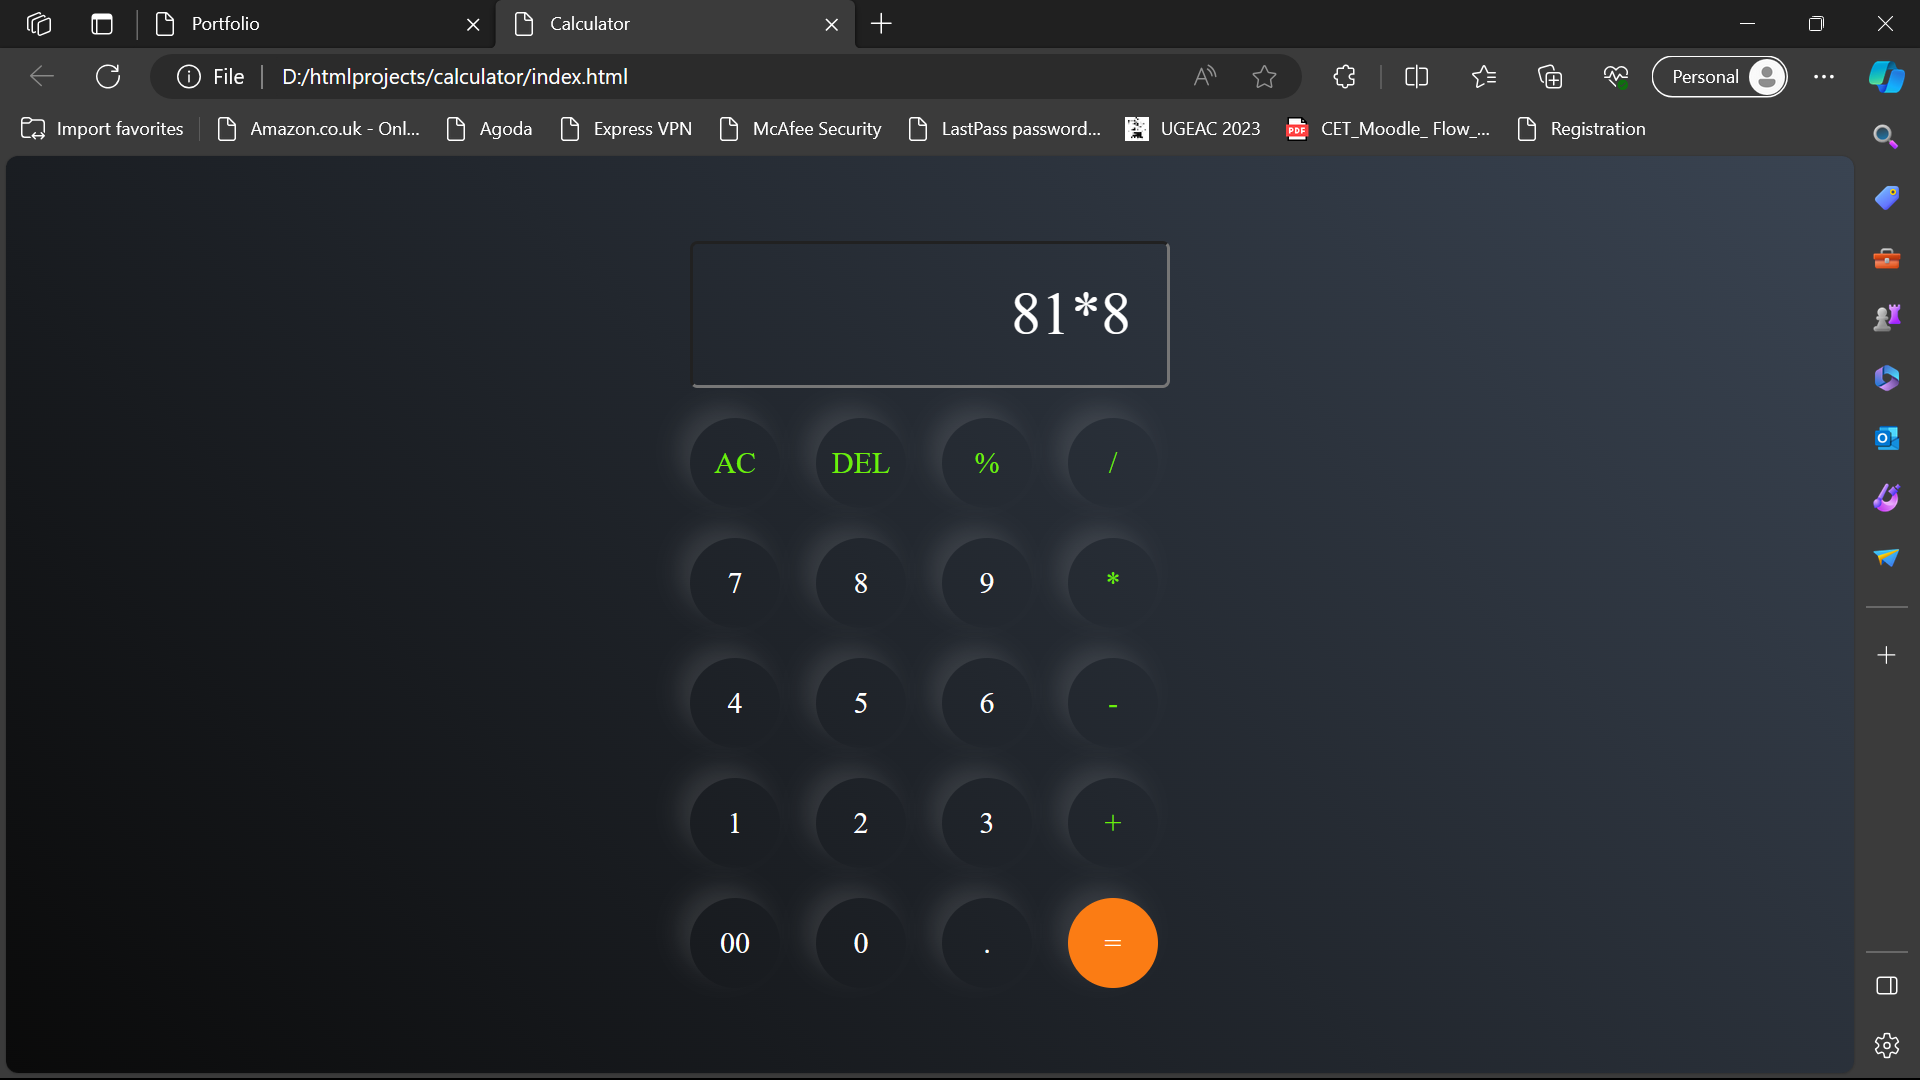 Portfolio
Calculator
File
D:/htmlprojects/calculator/index.html
Personal
Import favorites
Amazon.co.uk - Onl...
Agoda
Express VPN
McAfee Security
LastPass password...
UGEAC 2023
PDF
CET_Moodle_ Flow_...
Registration
81*8
AC DEL % /
7 8 9 *
4 5 6 -
1 2 3 +
00 0 . =